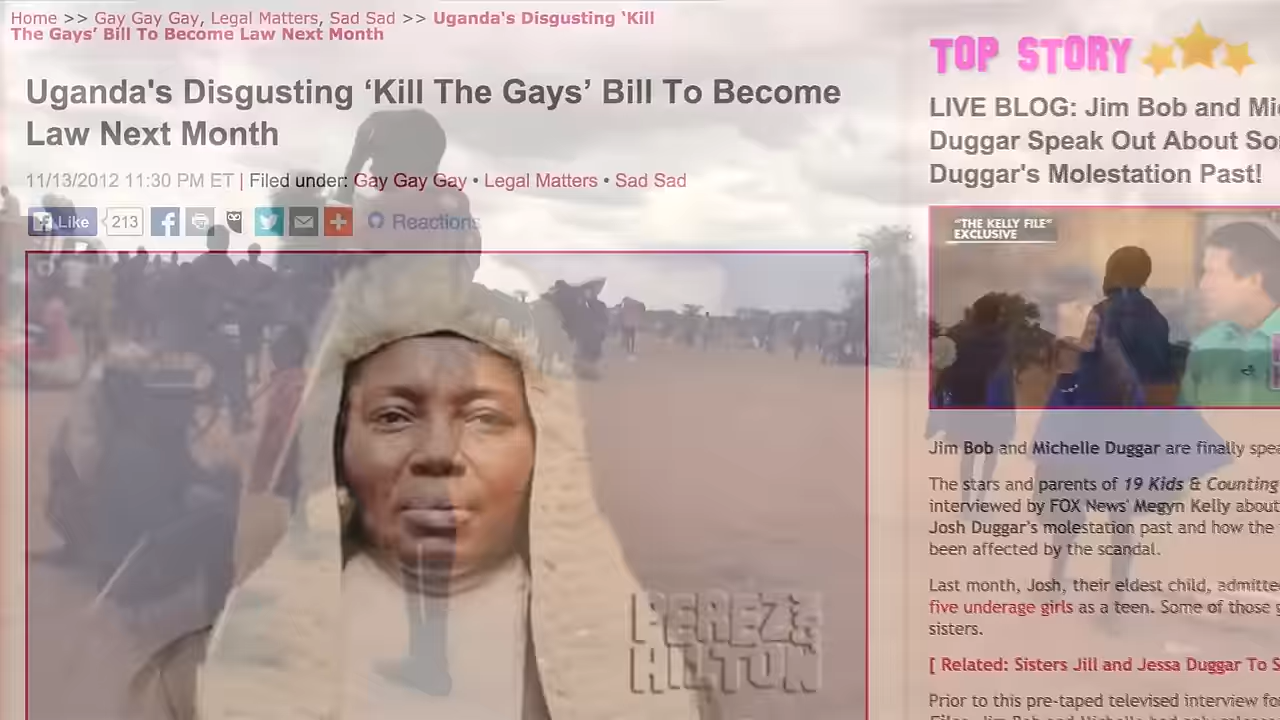 Home >> Gay Gay Gay, Legal Matters, Sad Sad >> Uganda's Disgusting ‘Kill
The Gays’ Bill To Become Law Next Month
Uganda's Disgusting ‘Kill The Gays’ Bill To Become
Law Next Month
11/13/2012 11:30 PM ET | Filed under: Gay Gay Gay • Legal Matters • Sad Sad
Like 213 Reactions
PEREZ
HILTON
TOP STORY
LIVE BLOG: Jim Bob and Mi
Duggar Speak Out About So
Duggar's Molestation Past!
"THE KELLY FILE"
EXCLUSIVE
Jim Bob and Michelle Duggar are finally spea
The stars and parents of 19 Kids & Counting
interviewed by FOX News' Megyn Kelly about
Josh Duggar's molestation past and how the
been affected by the scandal.
Last month, Josh, their eldest child, admitte
five underage girls as a teen. Some of those g
sisters.
[ Related: Sisters Jill and Jessa Duggar To S
Prior to this pre-taped televised interview fo